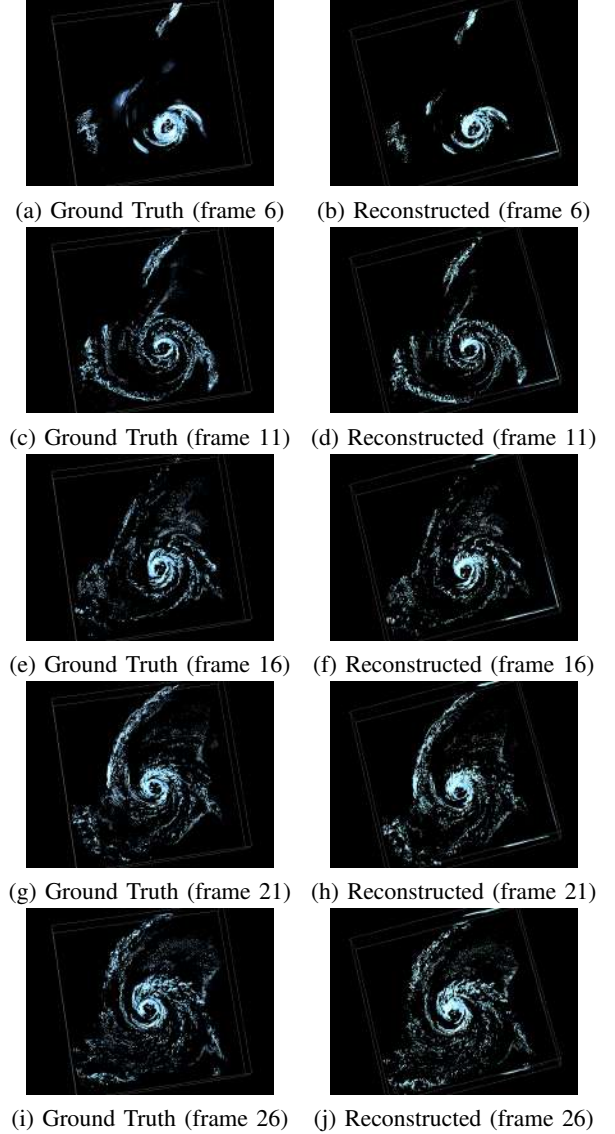 (a) Ground Truth (frame 6) (b) Reconstructed (frame 6)
(c) Ground Truth (frame 11) (d) Reconstructed (frame 11)
(e) Ground Truth (frame 16) (f) Reconstructed (frame 16)
(g) Ground Truth (frame 21) (h) Reconstructed (frame 21)
(i) Ground Truth (frame 26) (j) Reconstructed (frame 26)